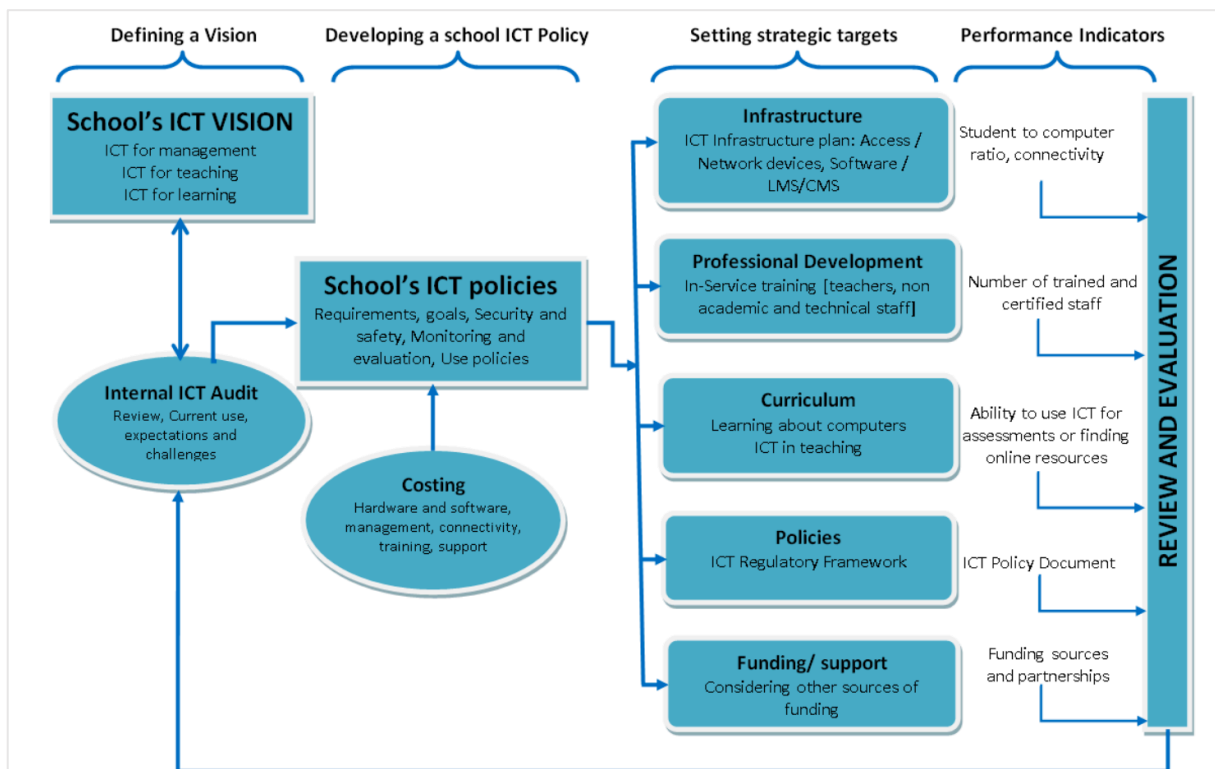 Defining a Vision
Developing a school ICT Policy
Setting strategic targets
Performance Indicators
School's ICT VISION
ICT for management
ICT for teaching
ICT for learning
Internal ICT Audit
Review, Current use,
expectations and
challenges
School's ICT policies
Requirements, goals, Security and
safety, Monitoring and
evaluation, Use policies
Costing
Hardware and software,
management, connectivity,
training, support
Infrastructure
ICT Infrastructure plan: Access /
Network devices, Software /
LMS/CMS
Professional Development
In-Service training [teachers, non
academic and technical staff]
Curriculum
Learning about computers
ICT in teaching
Policies
ICT Regulatory Framework
Funding/ support
Considering other sources of
funding
Student to computer
ratio, connectivity
Number of trained and
certified staff
Ability to use ICT for
assessments or finding
online resources
ICT Policy Document
Funding sources
and partnerships
REVIEW AND EVALUATION